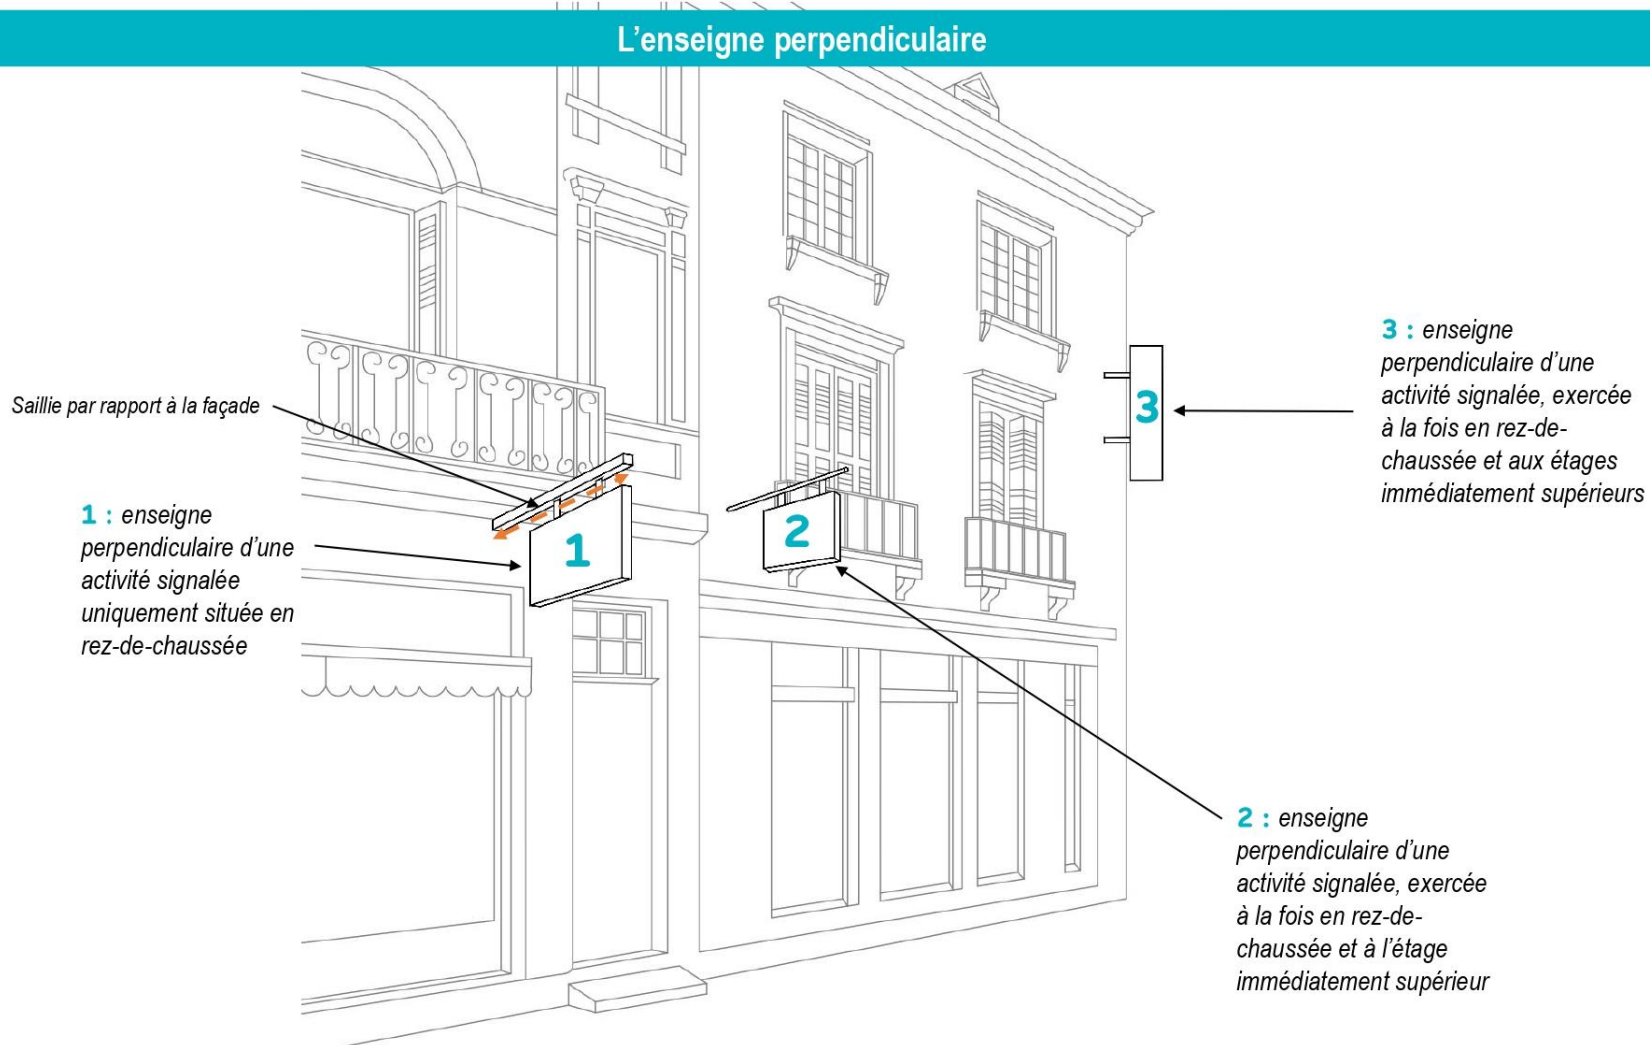 L’enseigne perpendiculaire
Saillie par rapport à la façade
1 : enseigne
perpendiculaire d’une
activité signalée
uniquement située en
rez-de-chaussée
1
2
3
3 : enseigne
perpendiculaire d’une
activité signalée, exercée
à la fois en rez-de-
chaussée et aux étages
immédiatement supérieurs
2 : enseigne
perpendiculaire d’une
activité signalée, exercée
à la fois en rez-de-
chaussée et à l’étage
immédiatement supérieur